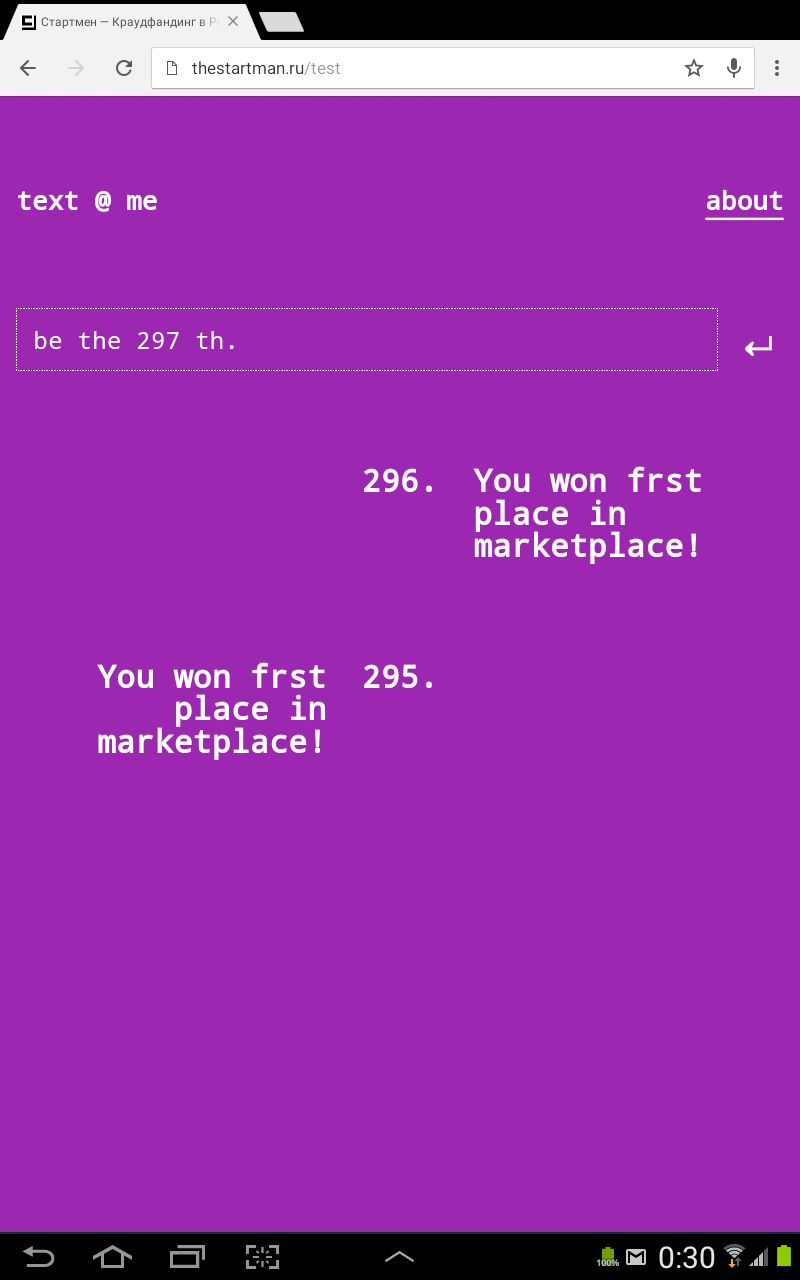 Стартмен — Краудфандинг в
thestartman.ru/test
text @ me
about
be the 297 th.
296. You won frst
place in
marketplace!
You won frst 295.
place in
marketplace!
100%
0:30